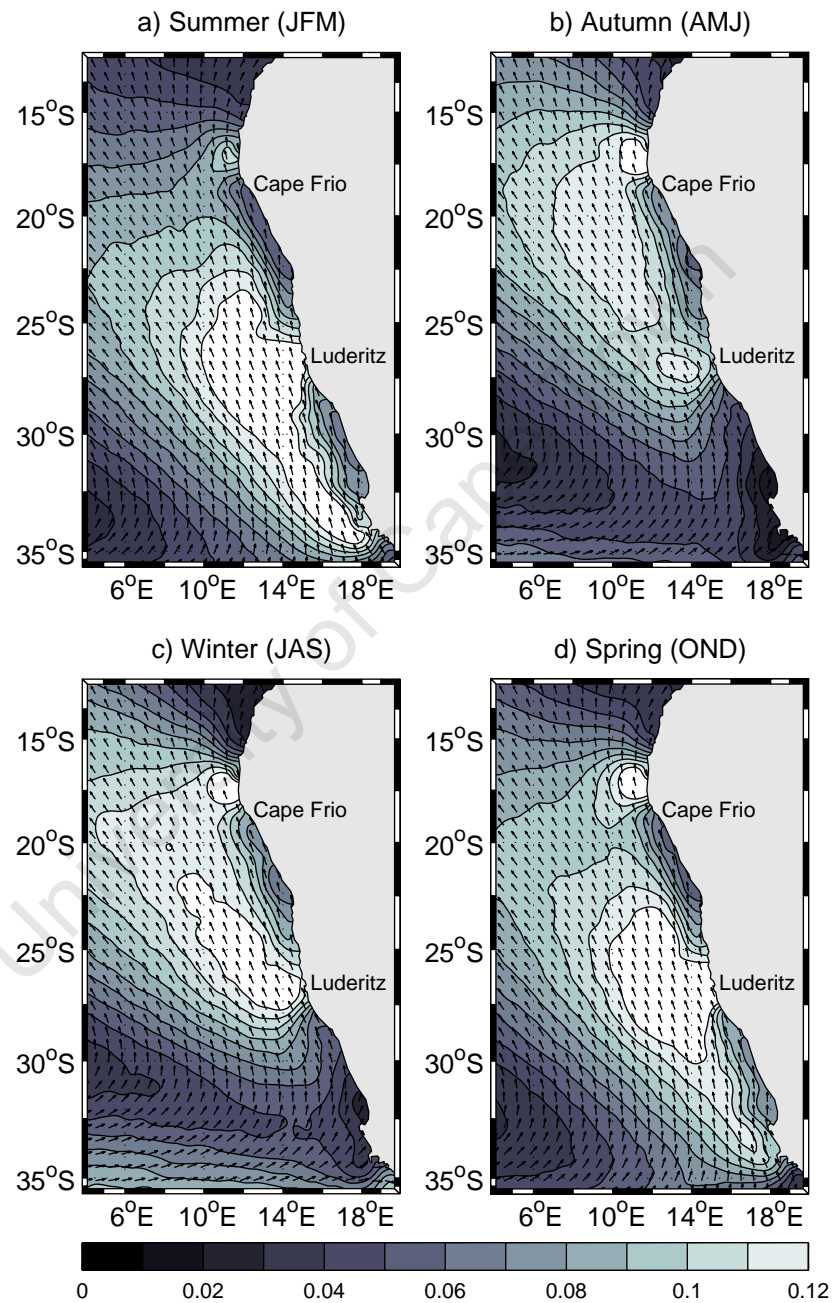 a) Summer (JFM)
b) Autumn (AMJ)
15°S
20°S
25°S
30°S
35°S
Cape Frio
Luderitz
6°E 10°E 14°E 18°E
15°S
20°S
25°S
30°S
35°S
Cape Frio
Luderitz
6°E 10°E 14°E 18°E
c) Winter (JAS)
d) Spring (OND)
15°S
20°S
25°S
30°S
35°S
Cape Frio
Luderitz
6°E 10°E 14°E 18°E
15°S
20°S
25°S
30°S
35°S
Cape Frio
Luderitz
6°E 10°E 14°E 18°E
0 0.02 0.04 0.06 0.08 0.1 0.12
University of Cap